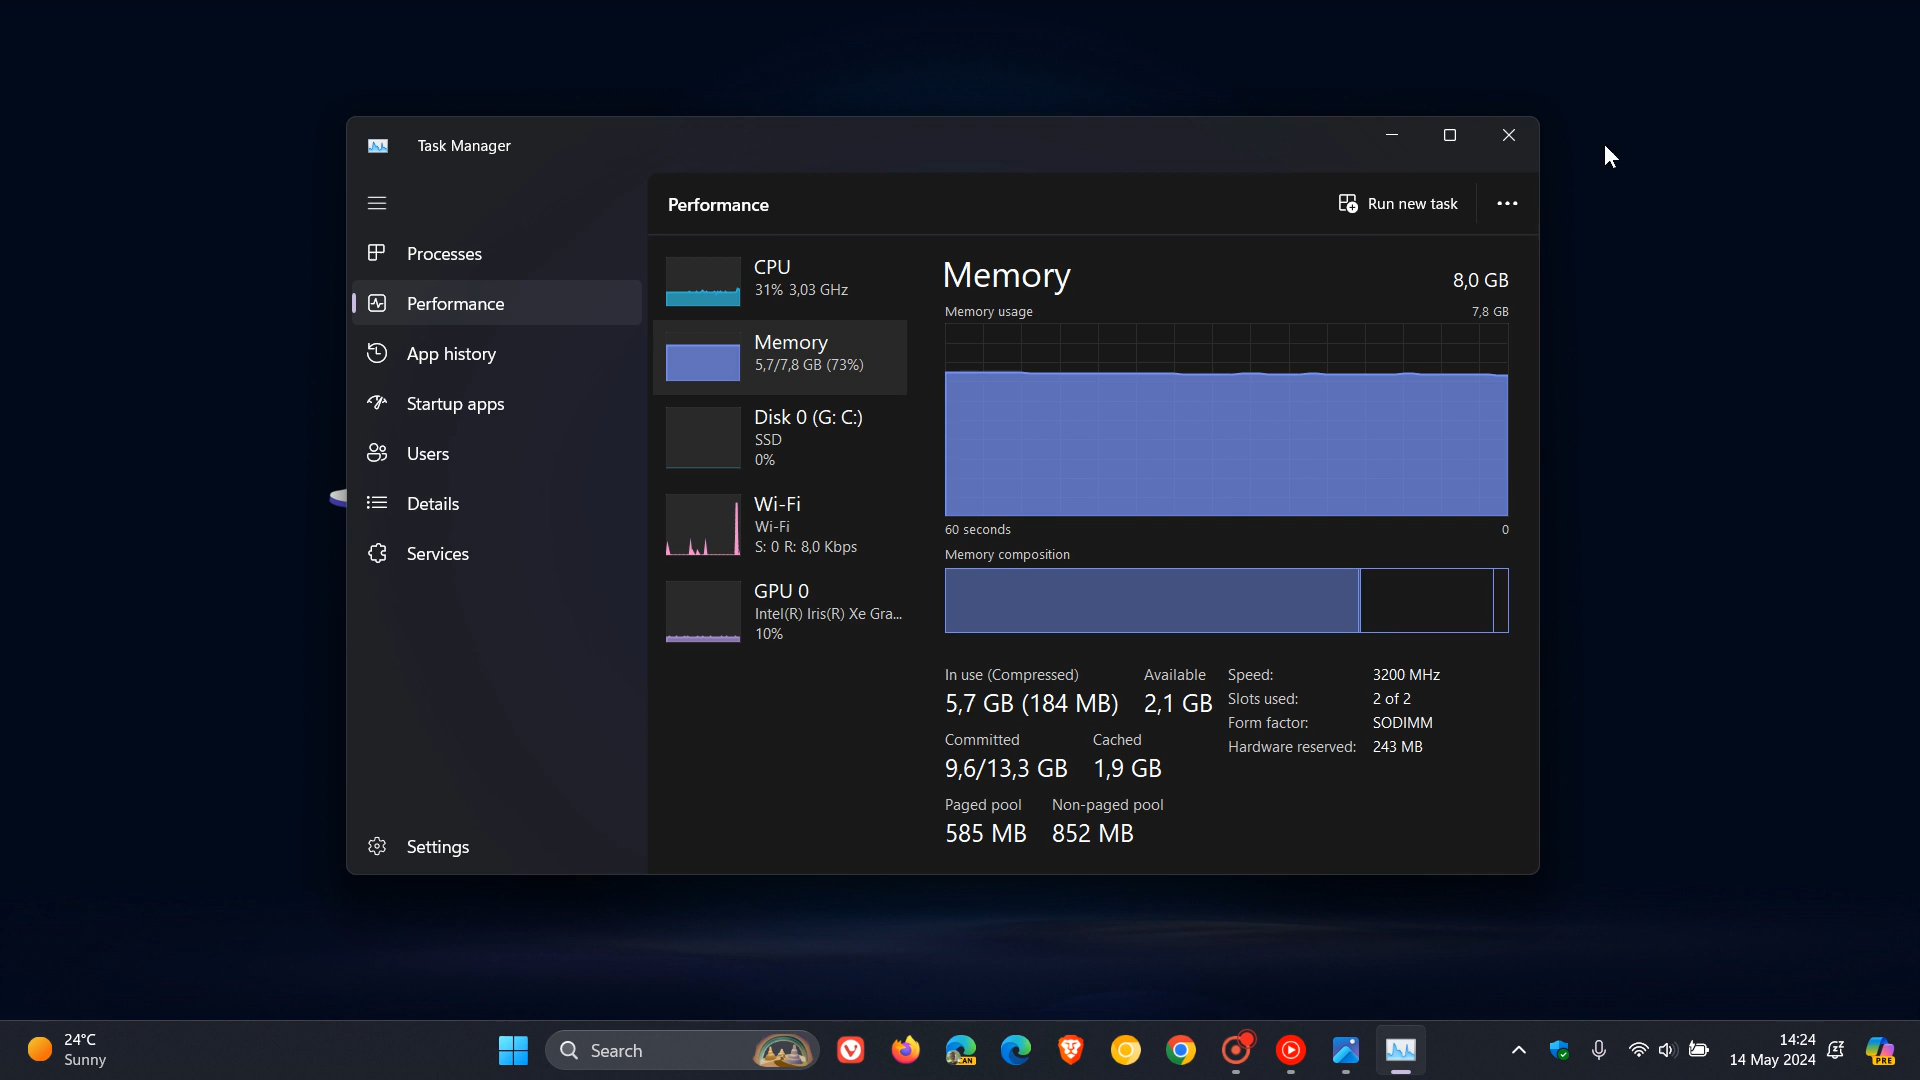 Task Manager
Processes
Performance
App history
Startup apps
Users
Details
Services
Settings
Performance
Run new task
CPU
31% 3,03 GHz
Memory
5,7/7,8 GB (73%)
Disk 0 (G: C:)
SSD
0%
Wi-Fi
Wi-Fi
S: 0 R: 8,0 Kbps
GPU 0
Intel(R) Iris(R) Xe Gra...
10%
Memory 8,0 GB
Memory usage 7,8 GB
60 seconds 0
Memory composition
In use (Compressed) Available
5,7 GB (184 MB) 2,1 GB
Committed Cached
9,6/13,3 GB 1,9 GB
Paged pool Non-paged pool
585 MB 852 MB
Speed: 3200 MHz
Slots used: 2 of 2
Form factor: SODIMM
Hardware reserved: 243 MB
24°C
Sunny
Search
CAN
14:24
14 May 2024
PRE